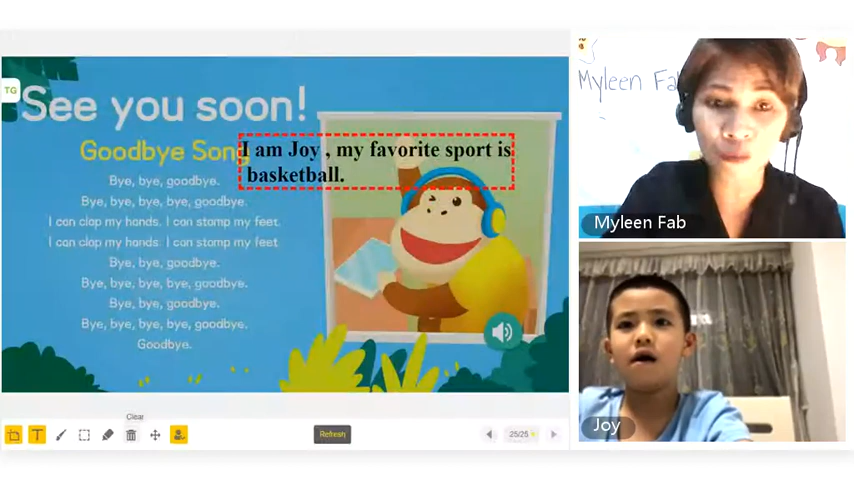 TG
See you soon!
Goodbye Song
I am Joy , my favorite sport is
basketball.
Bye, bye, goodbye.
Bye, bye, bye, bye, goodbye.
I can clap my hands. I can stamp my feet.
I can clap my hands. I can stamp my feet.
Bye, bye, goodbye.
Bye, bye, bye, bye, goodbye.
Bye, bye, goodbye.
Bye, bye, bye, bye, goodbye.
Goodbye.
Clear
T
Refresh
25/25
Myleen Fab
Myleen Fab
Joy